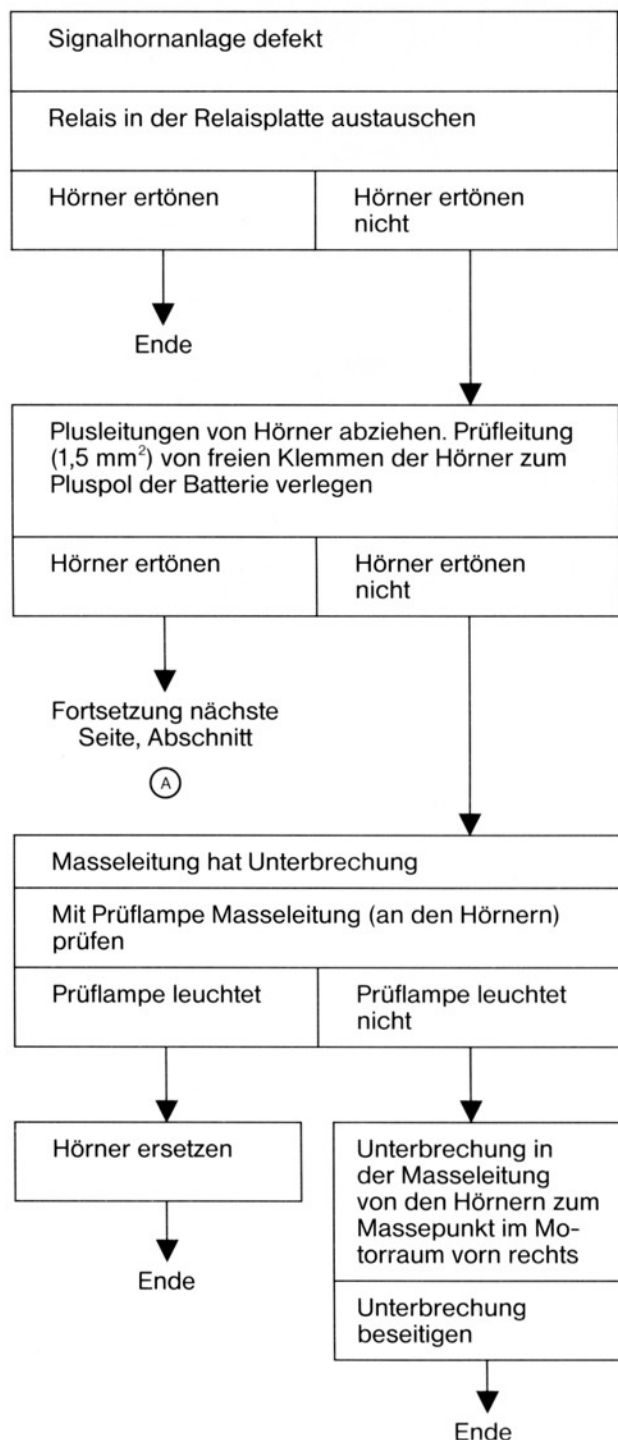 Signalhornanlage defekt
Relais in der Relaisplatte austauschen
Hörner ertönen
Hörner ertönen
nicht
Ende
Plusleitungen von Hörner abziehen. Prüfleitung
(1,5 mm²) von freien Klemmen der Hörner zum
Pluspol der Batterie verlegen
Hörner ertönen
Hörner ertönen
nicht
Fortsetzung nächste
Seite, Abschnitt
A
Masseleitung hat Unterbrechung
Mit Prüflampe Masseleitung (an den Hörnern)
prüfen
Prüflampe leuchtet
Prüflampe leuchtet
nicht
Hörner ersetzen
Ende
Unterbrechung in
der Masseleitung
von den Hörnern zum
Massepunkt im Mo-
torraum vorn rechts
Unterbrechung
beseitigen
Ende